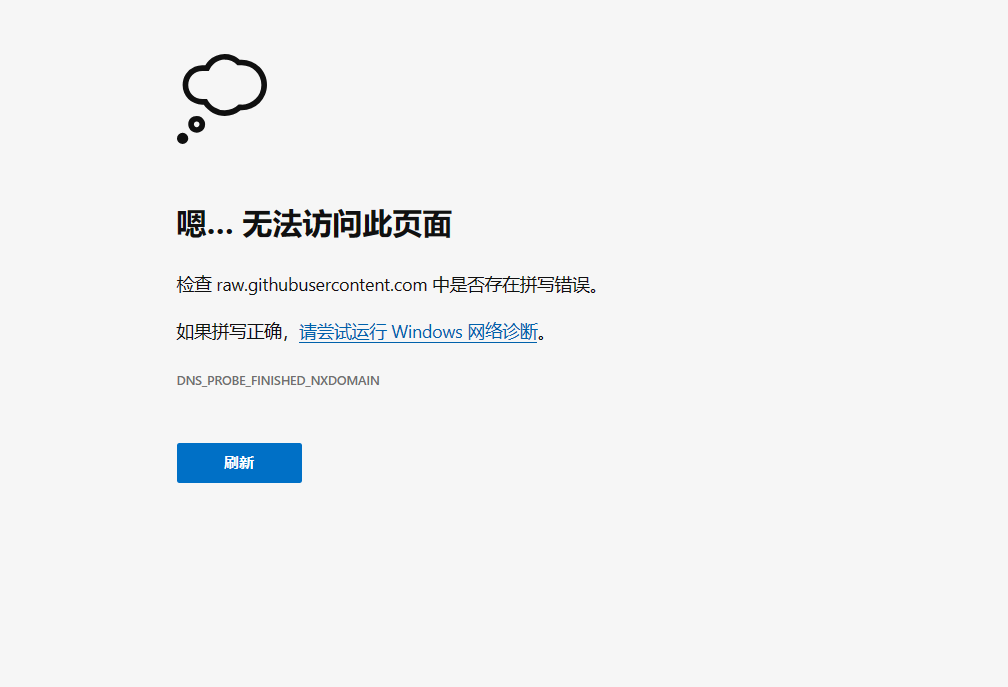 嗯… 无法访问此页面
检查 raw.githubusercontent.com 中是否存在拼写错误。
如果拼写正确，请尝试运行 Windows 网络诊断。
DNS_PROBE_FINISHED_NXDOMAIN
刷新